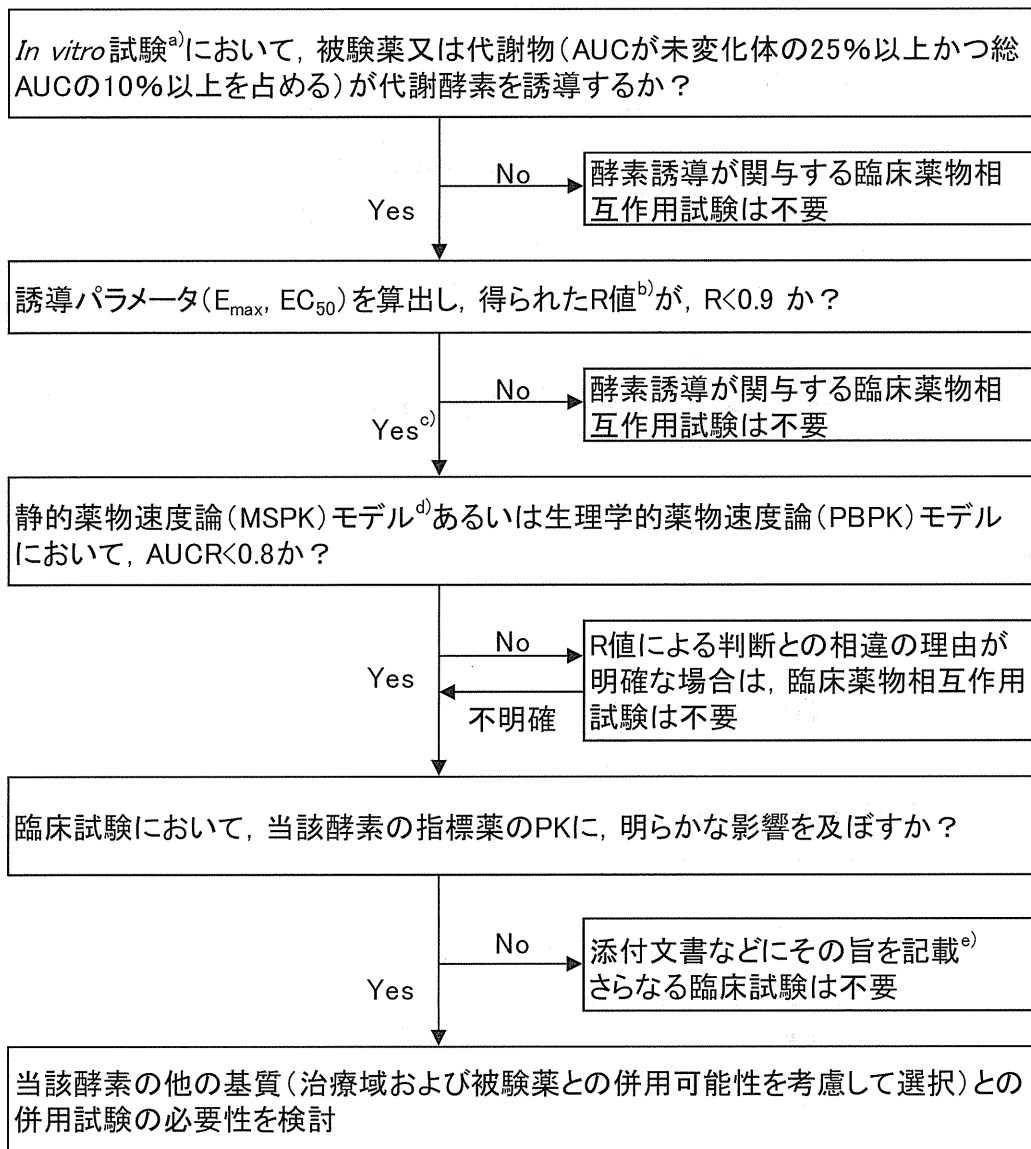 In vitro試験a)において，被験薬又は代謝物（AUCが未変化体の25%以上かつ総
AUCの10%以上を占める）が代謝酵素を誘導するか？
No
酵素誘導が関与する臨床薬物相
互作用試験は不要
Yes
誘導パラメータ（Emax, EC50）を算出し，得られたR値b)が，R<0.9 か？
No
酵素誘導が関与する臨床薬物相
互作用試験は不要
Yesc)
静的薬物速度論（MSPK）モデルd)あるいは生理学的薬物速度論（PBPK）モデル
において，AUCR<0.8か？
No
R値による判断との相違の理由が
明確な場合は，臨床薬物相互作用
試験は不要
Yes
不明確
臨床試験において，当該酵素の指標薬のPKに，明らかな影響を及ぼすか？
No
添付文書などにその旨を記載e)
さらなる臨床試験は不要
Yes
当該酵素の他の基質（治療域および被験薬との併用可能性を考慮して選択）との
併用試験の必要性を検討